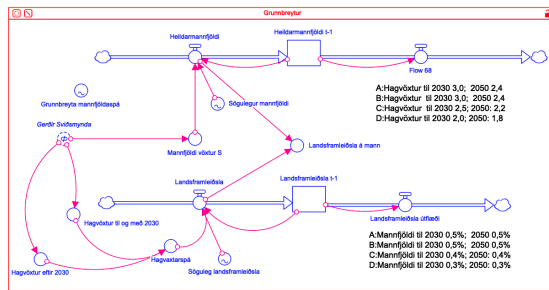 Grunnbreytur
Heildarmannfjöldi
Heildarmannfjöldi t-1
Flow 68
Grunnbreyta mannfjöldaspá
Sögulegur mannfjöldi
A:Hagvöxtur til 2030 3,0; 2050 2,4
B:Hagvöxtur til 2030 3,0; 2050 2,4
C:Hagvöxtur til 2030 2,5; 2050: 2,2
D:Hagvöxtur til 2030 2,0; 2050: 1,8
Gerðir Sviðsmynda
Mannfjöldi vöxtur S
Landsframleiðsla á mann
Landsframleiðsla
Landsframleiðsla t-1
Landsframleiðsla útflæði
Hagvöxtur til og með 2030
Hagvaxtarspá
Hagvöxtur eftir 2030
Söguleg landsframleiðsla
A:Mannfjöldi til 2030 0,5%; 2050 0,5%
B:Mannfjöldi til 2030 0,5%; 2050 0,5%
C:Mannfjöldi til 2030 0,4%; 2050: 0,4%
D:Mannfjöldi til 2030 0,3%; 2050: 0,3%